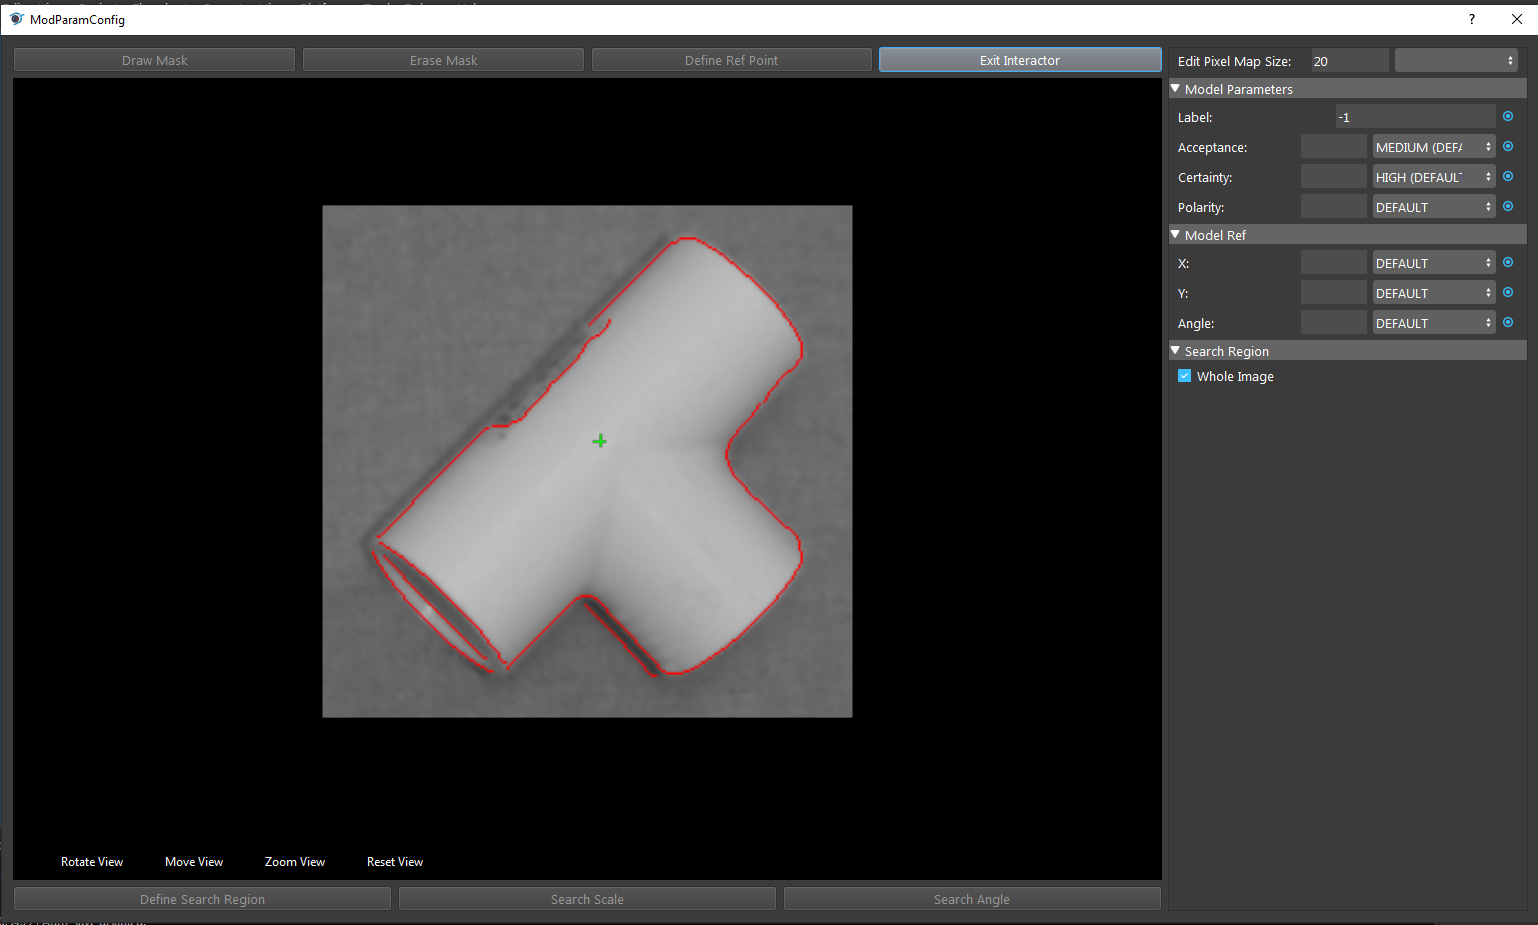 ModParamConfig
?
Draw Mask
Erase Mask
Define Ref Point
Exit Interactor
Edit Pixel Map Size: 20
Model Parameters
Label: -1
Acceptance: MEDIUM (DEFA
Certainty: HIGH (DEFAULT
Polarity: DEFAULT
Model Ref
X: DEFAULT
Y: DEFAULT
Angle: DEFAULT
Search Region
Whole Image
Rotate View
Move View
Zoom View
Reset View
Define Search Region
Search Scale
Search Angle